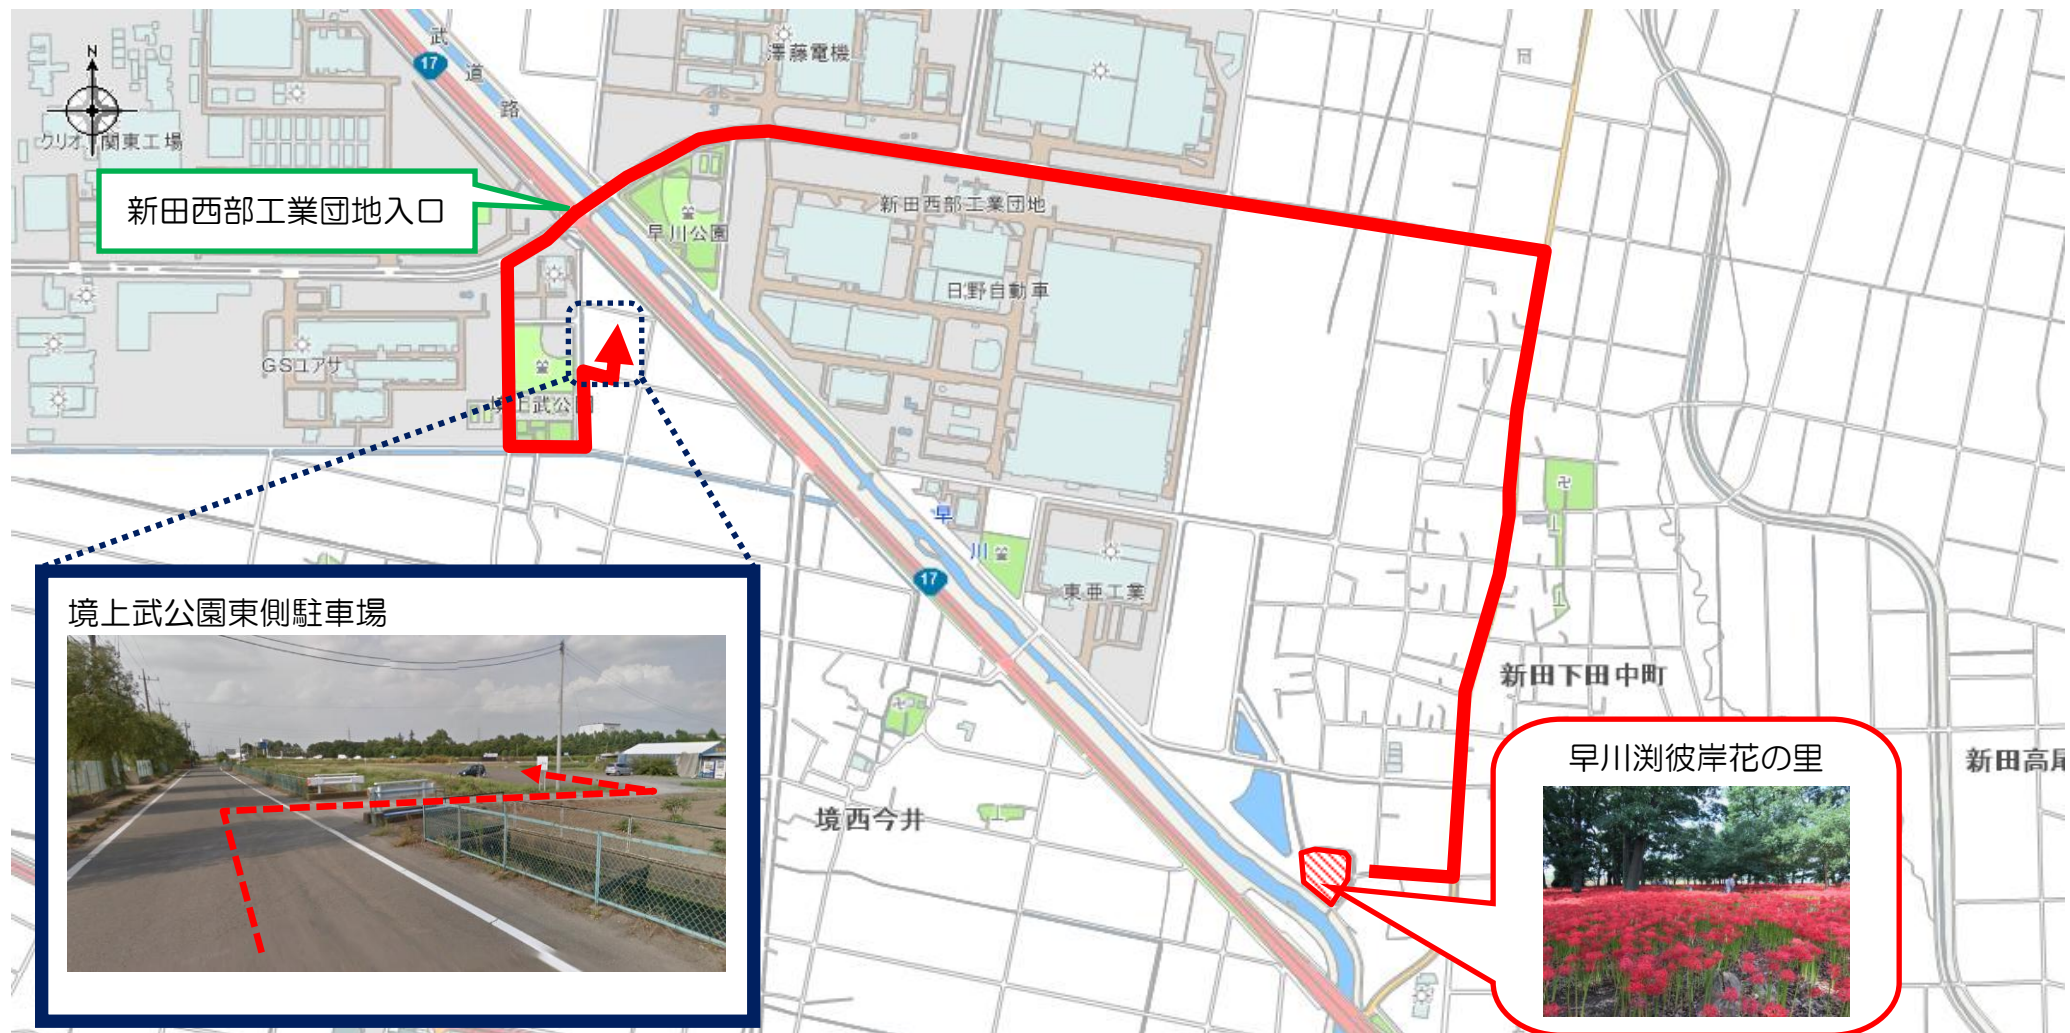 武
道
路
17
澤藤電機
N
クリオ
関東工場
新田西部工業団地入口
新田西部工業団地
早川公園
日野自動車
GSユアサ
境上武公園
早
川
17
東亜工業
境上武公園東側駐車場
新田下田中町
早川渕彼岸花の里
新田高尾
境西今井